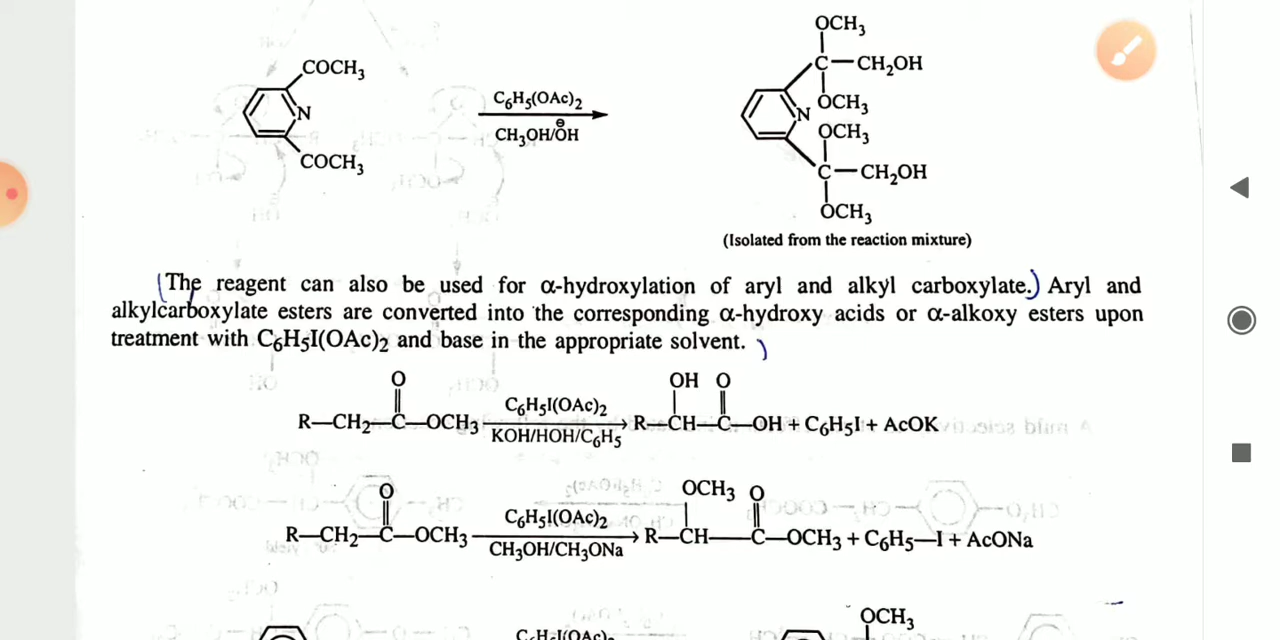 OCH₃
COCH₃
C—CH₂OH
C₆H₅(OAc)₂
N
OCH₃
N
CH₃OH/ŌH
OCH₃
COCH₃
C—CH₂OH
OCH₃
(Isolated from the reaction mixture)
(The reagent can also be used for α-hydroxylation of aryl and alkyl carboxylate.) Aryl and
alkylcarboxylate esters are converted into the corresponding α-hydroxy acids or α-alkoxy esters upon
treatment with C₆H₅I(OAc)₂ and base in the appropriate solvent. )
O
OH O
C₆H₅I(OAc)₂
R—CH₂—C—OCH₃ → R—CH—C—OH + C₆H₅I + AcOK
KOH/HOH/C₆H₅
O
OCH₃ O
C₆H₅I(OAc)₂
R—CH₂—C—OCH₃ → R—CH—C—OCH₃ + C₆H₅—I + AcONa
CH₃OH/CH₃ONa
OCH₃
C₆H₅I(OAc)₂